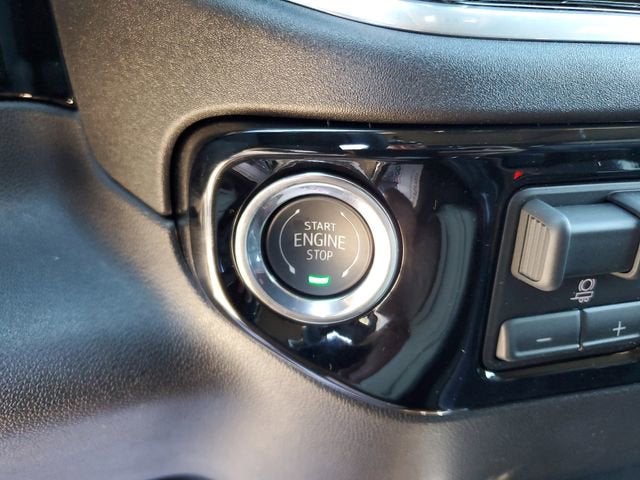 START
ENGINE
STOP
− +